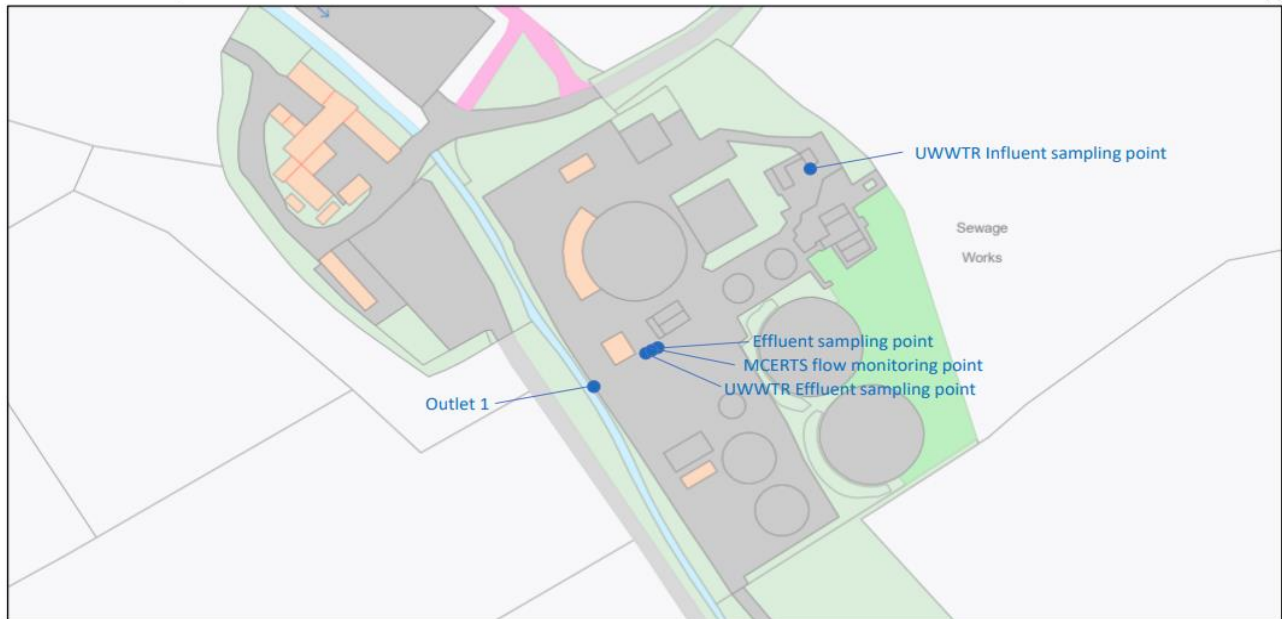 UWWTR Influent sampling point
Sewage
Works
Effluent sampling point
MCERTS flow monitoring point
UWWTR Effluent sampling point
Outlet 1